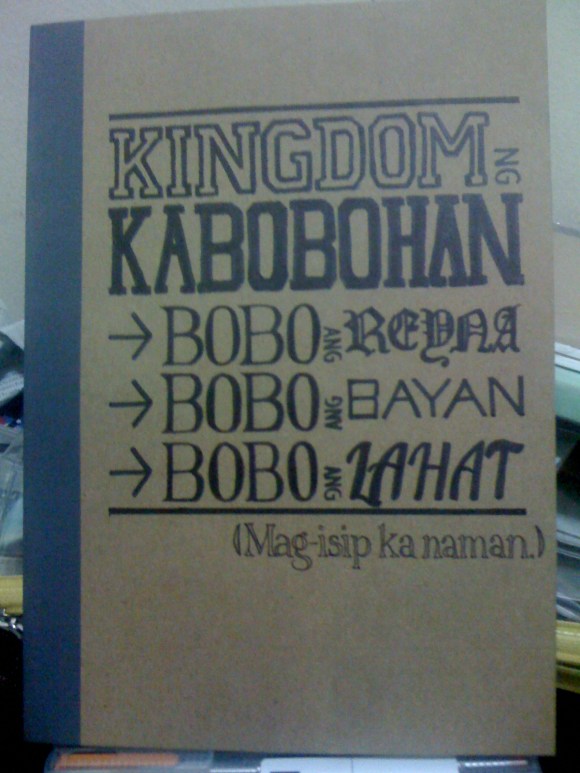 KINGDOM NG
KABOBOHAN
→ BOBO ANG REYNA
→ BOBO ANG BAYAN
→ BOBO ANG LAHAT
(Mag-isip ka naman.)